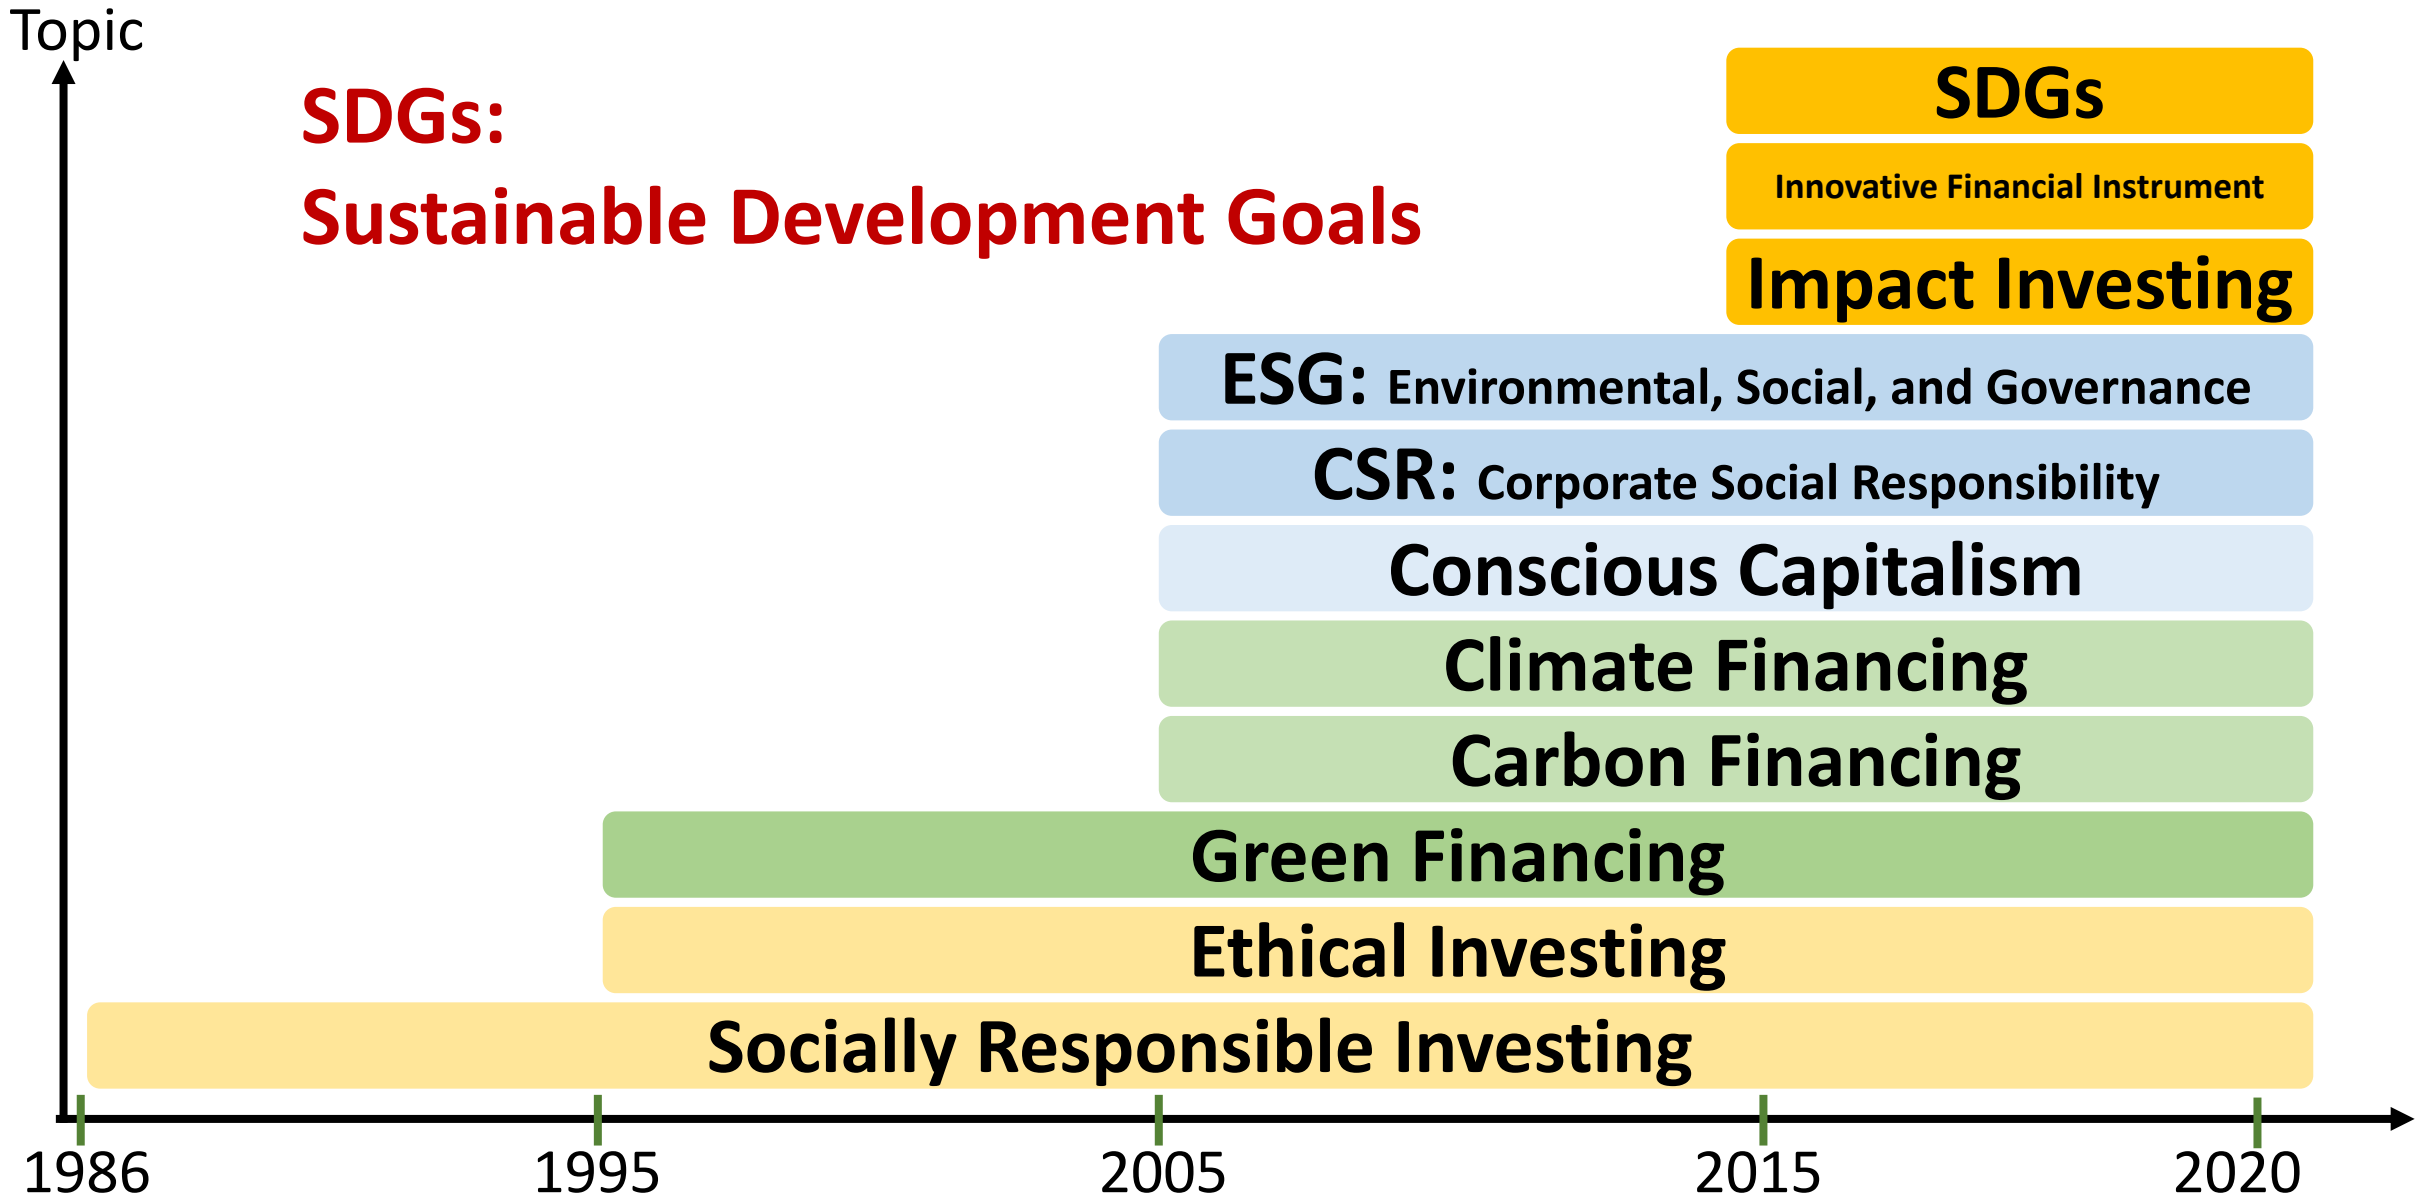 Topic
SDGs:
Sustainable Development Goals
SDGs
Innovative Financial Instrument
Impact Investing
ESG: Environmental, Social, and Governance
CSR: Corporate Social Responsibility
Conscious Capitalism
Climate Financing
Carbon Financing
Green Financing
Ethical Investing
Socially Responsible Investing
1986 1995 2005 2015 2020